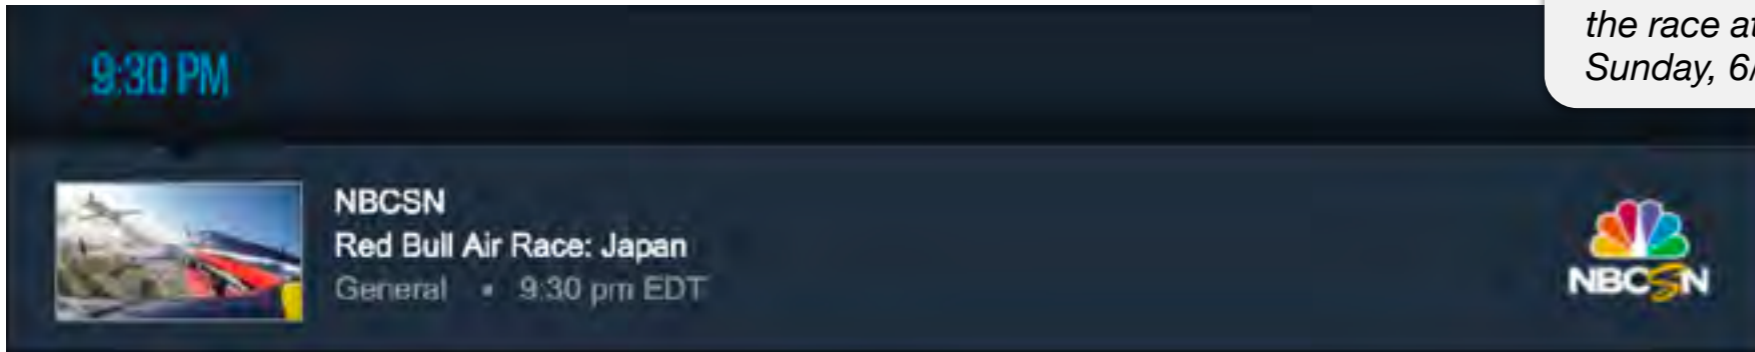 the race at
Sunday, 6/
9:30 PM
NBCSN
Red Bull Air Race: Japan
General • 9:30 pm EDT
NBCSN